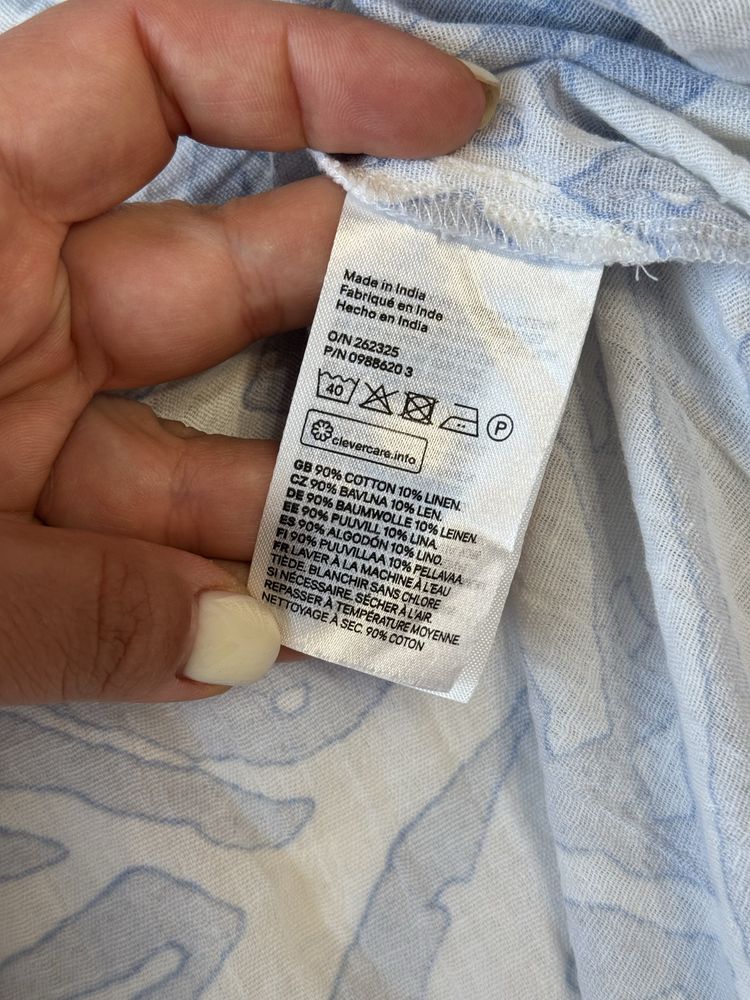 Made in India
Fabriqué en Inde
Hecho en India
O/N 262325
P/N 0988620 3
40
P
clevercare.info
GB 90% COTTON 10% LINEN.
CZ 90% BAVLNA 10% LEN.
DE 90% BAUMWOLLE 10% LEINEN.
EE 90% PUUVILL 10% LINA.
ES 90% ALGODÓN 10% LINO.
FI 90% PUUVILLAA 10% PELLAVAA.
FR LAVER À LA MACHINE À L'EAU
TIÈDE. BLANCHIR SANS CHLORE
SI NÉCESSAIRE. SÉCHER À L'AIR.
REPASSER À TEMPÉRATURE MOYENNE.
NETTOYAGE À SEC. 90% COTON